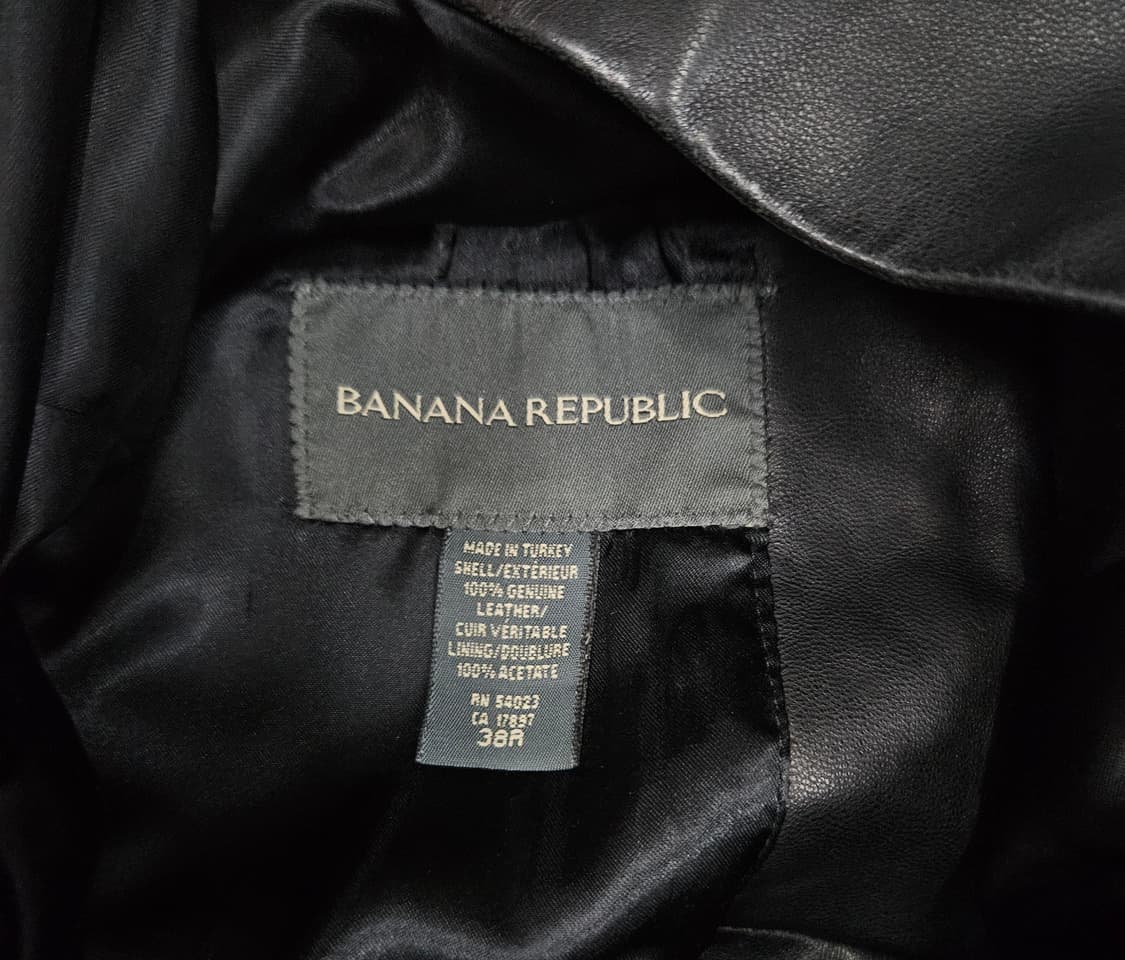 BANANA REPUBLIC
MADE IN TURKEY
SHELL/EXTÉRIEUR
100% GENUINE
LEATHER/
CUIR VÉRITABLE
LINING/DOUBLURE
100% ACETATE
RN 54023
CA 17897
38R